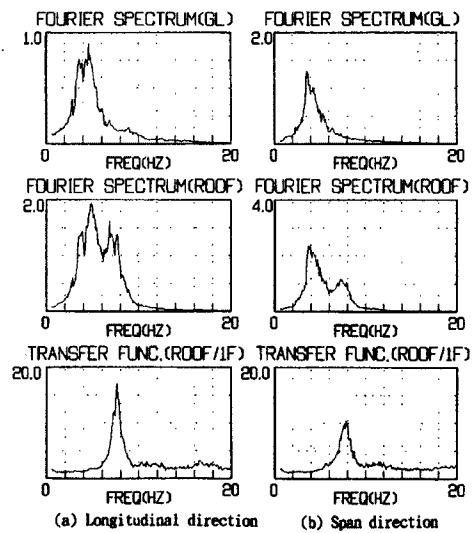 FOURIER SPECTRUM(GL) FOURIER SPECTRUM(GL)
1.0 2.0
0 20 0 20
FREQ(HZ) FREQ(HZ)
FOURIER SPECTRUM(ROOF) FOURIER SPECTRUM(ROOF)
2.0 4.0
0 20 0 20
FREQ(HZ) FREQ(HZ)
TRANSFER FUNC.(ROOF/1F) TRANSFER FUNC.(ROOF/1F)
20.0 20.0
0 20 0 20
FREQ(HZ) FREQ(HZ)
(a) Longitudinal direction (b) Span direction